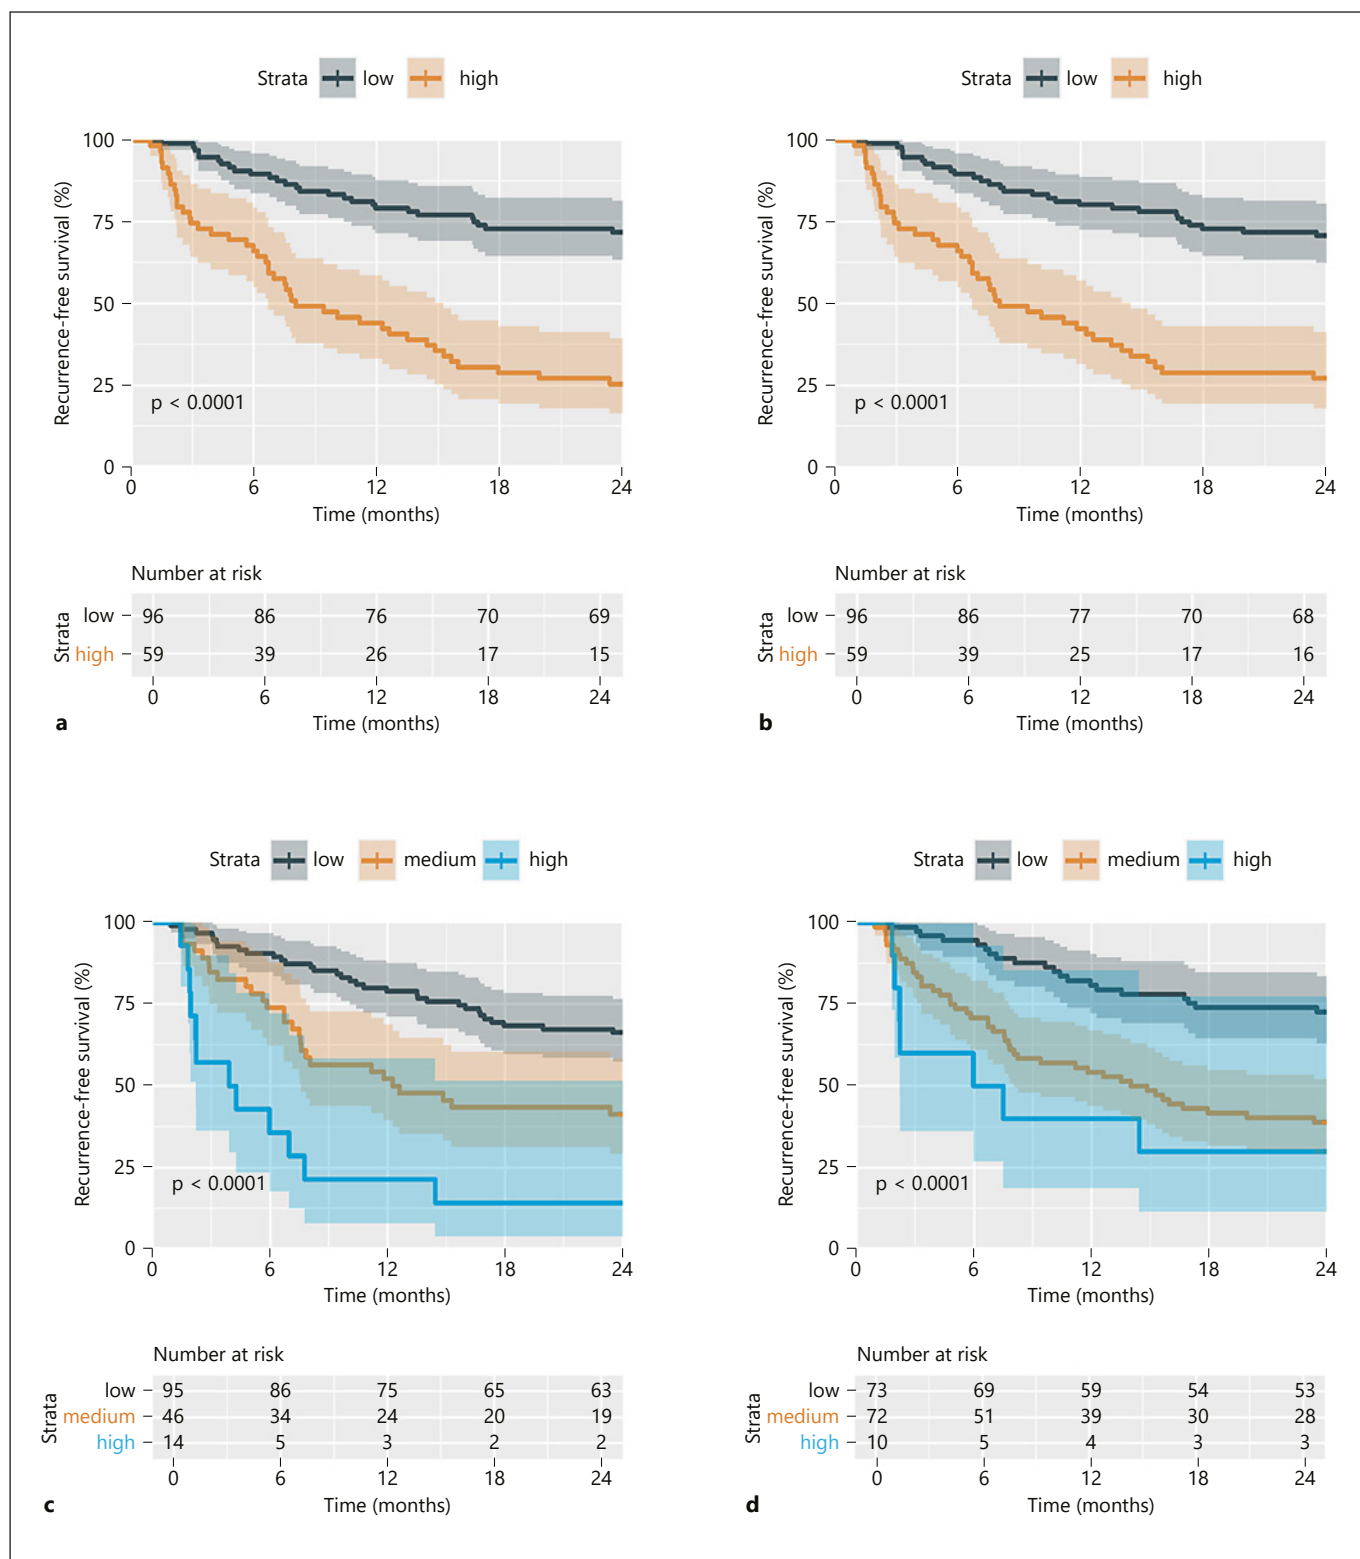 Strata low high
Recurrence-free survival (%)
100
75
50
25
0
p < 0.0001
0 6 12 18 24
Time (months)
Number at risk
Strata
low 96 86 76 70 69
high 59 39 26 17 15
0 6 12 18 24
Time (months)
a
Strata low high
Recurrence-free survival (%)
100
75
50
25
0
p < 0.0001
0 6 12 18 24
Time (months)
Number at risk
Strata
low 96 86 77 70 68
high 59 39 25 17 16
0 6 12 18 24
Time (months)
b
Strata low medium high
Recurrence-free survival (%)
100
75
50
25
0
p < 0.0001
0 6 12 18 24
Time (months)
Number at risk
Strata
low 95 86 75 65 63
medium 46 34 24 20 19
high 14 5 3 2 2
0 6 12 18 24
Time (months)
c
Strata low medium high
Recurrence-free survival (%)
100
75
50
25
0
p < 0.0001
0 6 12 18 24
Time (months)
Number at risk
Strata
low 73 69 59 54 53
medium 72 51 39 30 28
high 10 5 4 3 3
0 6 12 18 24
Time (months)
d